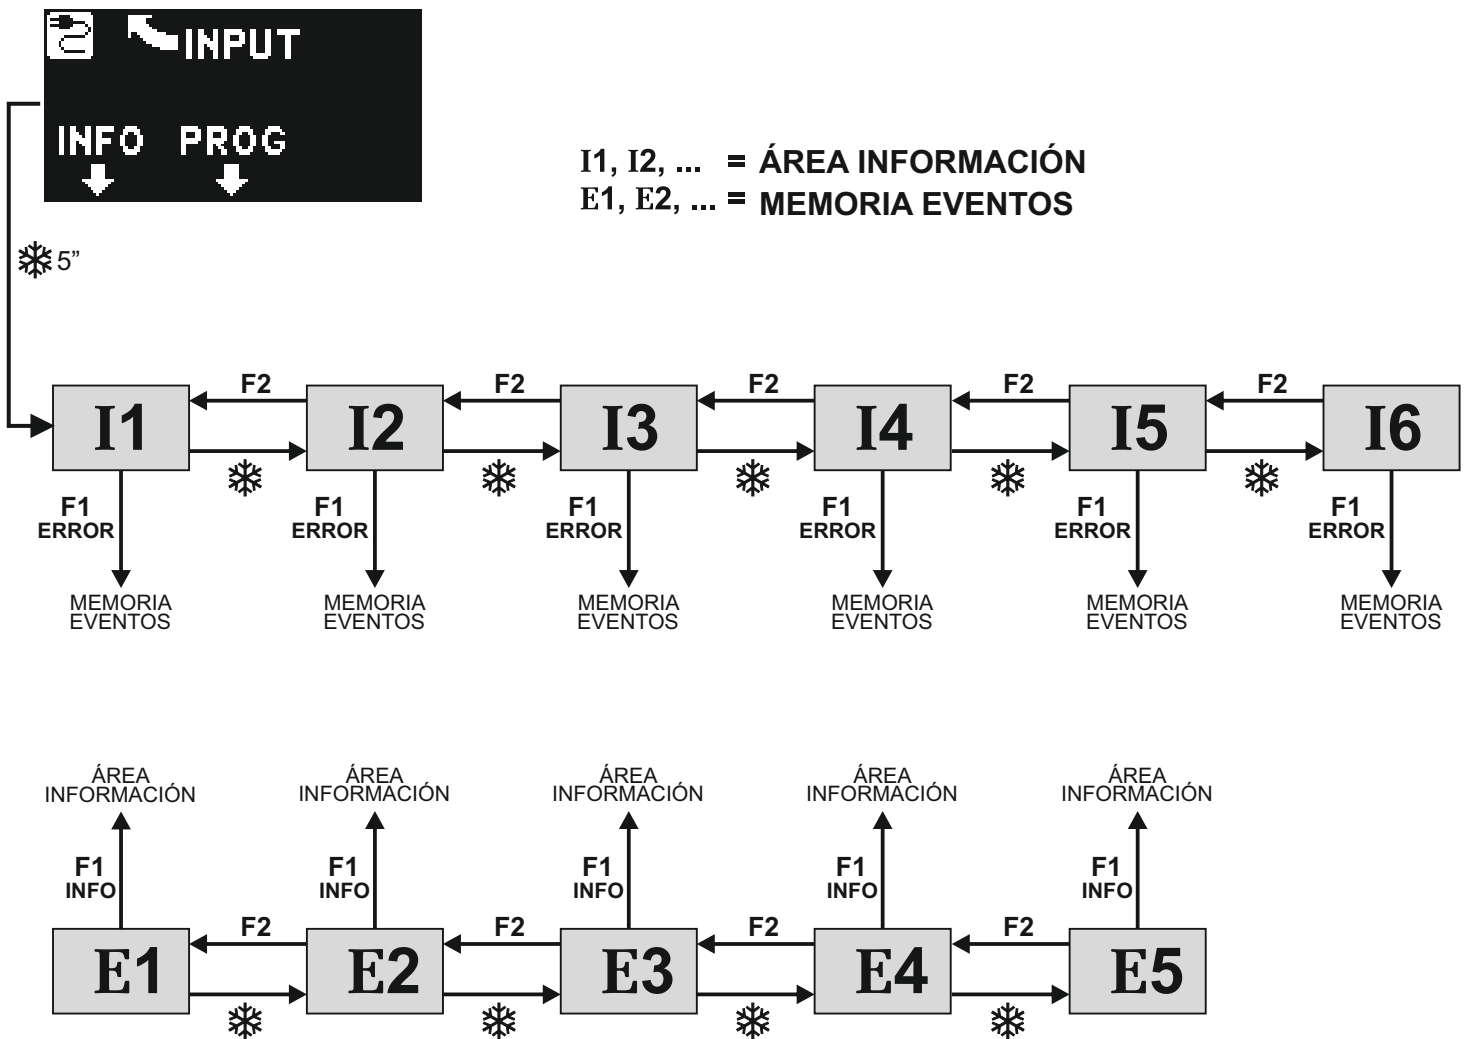 INPUT
INFO PROG
I1, I2, ... = ÁREA INFORMACIÓN
E1, E2, ... = MEMORIA EVENTOS
5”
F2 F2 F2 F2 F2
I1 I2 I3 I4 I5 I6
F1 F1 F1 F1 F1 F1
ERROR ERROR ERROR ERROR ERROR ERROR
MEMORIA MEMORIA MEMORIA MEMORIA MEMORIA MEMORIA
EVENTOS EVENTOS EVENTOS EVENTOS EVENTOS EVENTOS
ÁREA ÁREA ÁREA ÁREA ÁREA
INFORMACIÓN INFORMACIÓN INFORMACIÓN INFORMACIÓN INFORMACIÓN
F1 F1 F1 F1 F1
INFO INFO INFO INFO INFO
F2 F2 F2 F2
E1 E2 E3 E4 E5